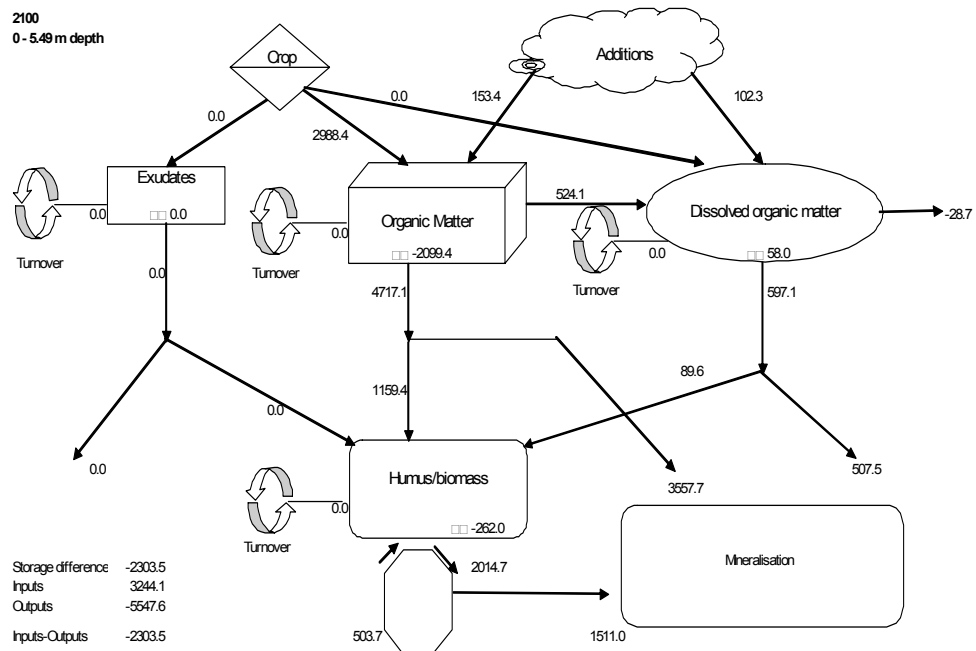 2100
0 - 5.49 m depth
Crop
Additions
0.0
2988.4
0.0
153.4
102.3
Exudates
□□ 0.0
0.0
Turnover
Organic Matter
□□ -2099.4
0.0
Turnover
524.1
Dissolved organic matter
□□ 58.0
0.0
Turnover
-28.7
0.0
4717.1
597.1
0.0
0.0
1159.4
3557.7
89.6
507.5
Humus/biomass
□□ -262.0
0.0
Turnover
Mineralisation
503.7
2014.7
1511.0
Storage difference -2303.5
Inputs 3244.1
Outputs -5547.6
Inputs-Outputs -2303.5